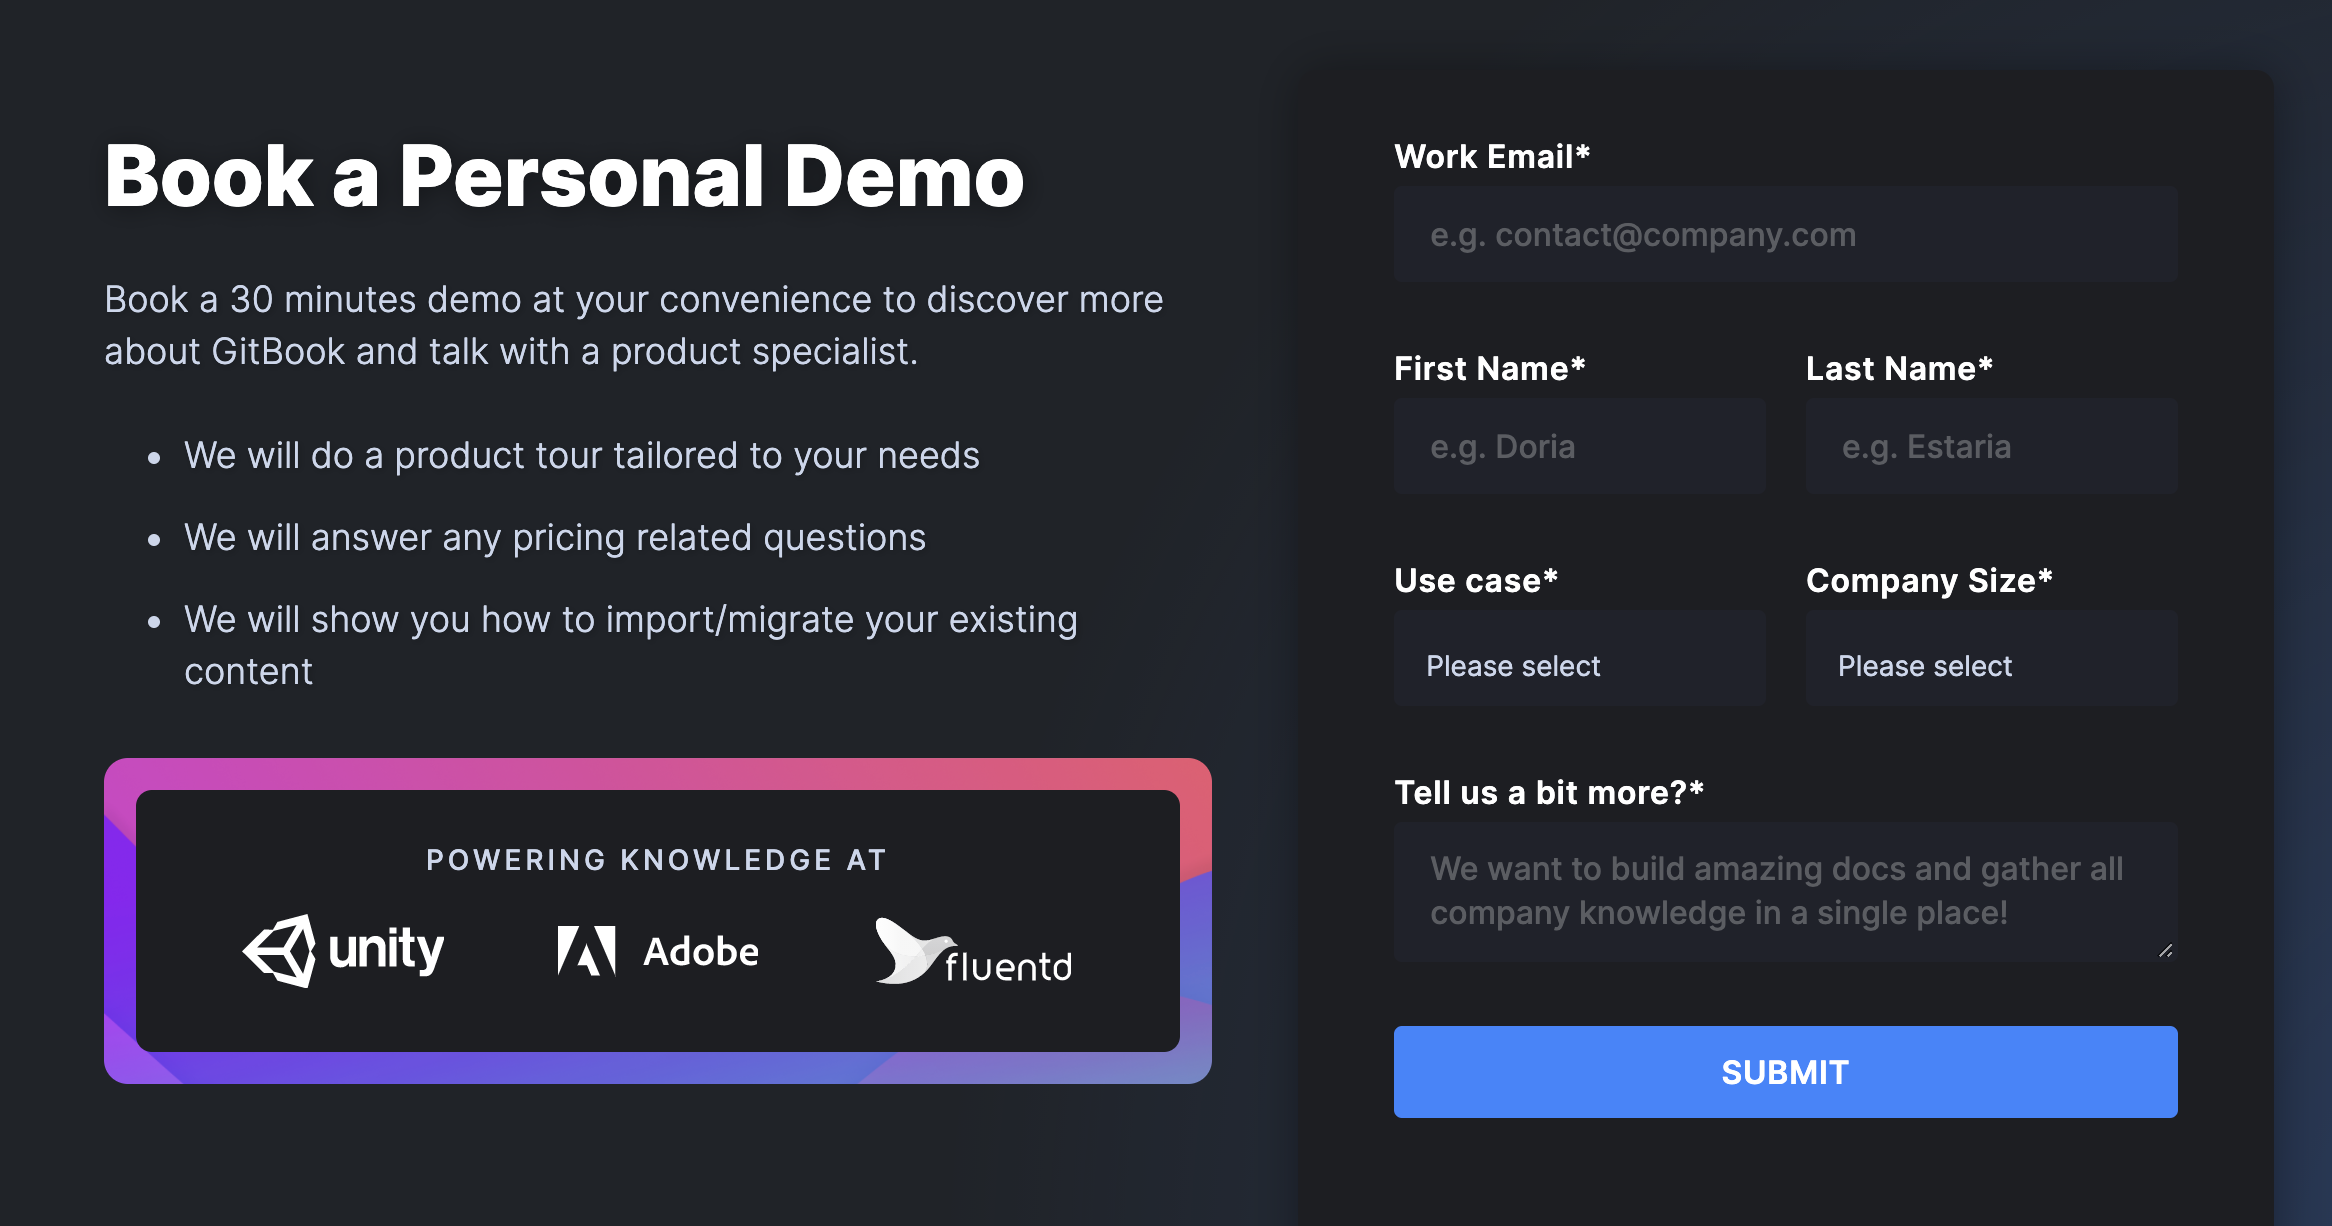 Book a Personal Demo
Book a 30 minutes demo at your convenience to discover more
about GitBook and talk with a product specialist.
We will do a product tour tailored to your needs
We will answer any pricing related questions
We will show you how to import/migrate your existing
content
POWERING KNOWLEDGE AT
unity
Adobe
fluentd
Work Email*
e.g. contact@company.com
First Name*
Last Name*
e.g. Doria
e.g. Estaria
Use case*
Company Size*
Please select
Please select
Tell us a bit more?*
We want to build amazing docs and gather all
company knowledge in a single place!
SUBMIT